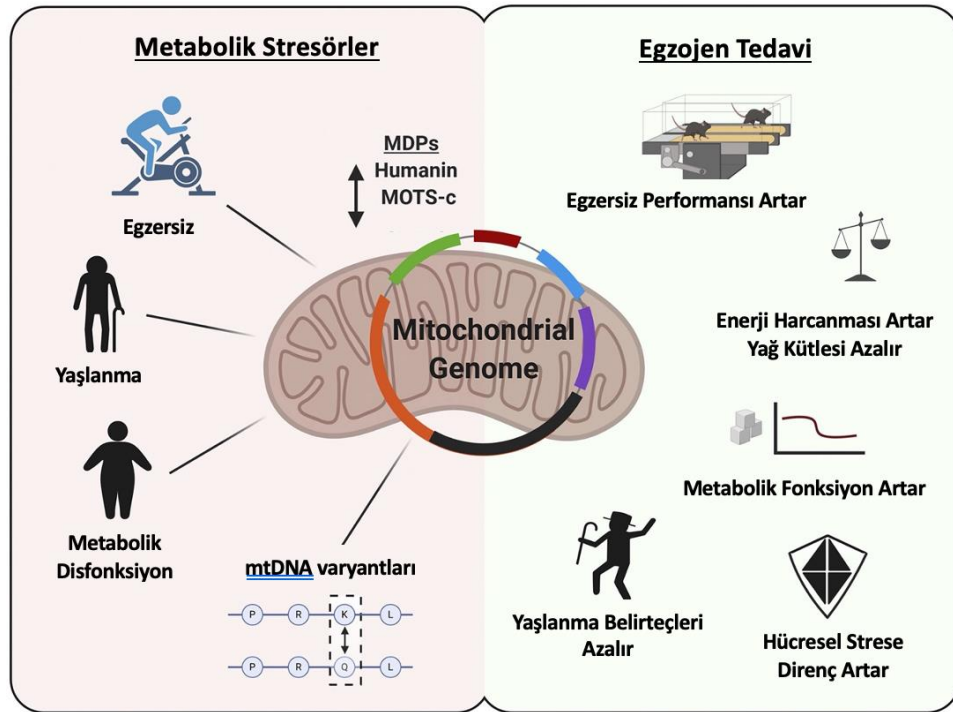 Metabolik Stresörler
Egzersiz
Yaşlanma
Metabolik
Disfonksiyon
MDPs
Humanin
MOTS-c
Mitochondrial
Genome
mtDNA varyantları
P R K L
P R Q L
Egzojen Tedavi
Egzersiz Performansı Artar
Enerji Harcanması Artar
Yağ Kütlesi Azalır
Metabolik Fonksiyon Artar
Yaşlanma Belirteçleri
Azalır
Hücresel Strese
Direnç Artar